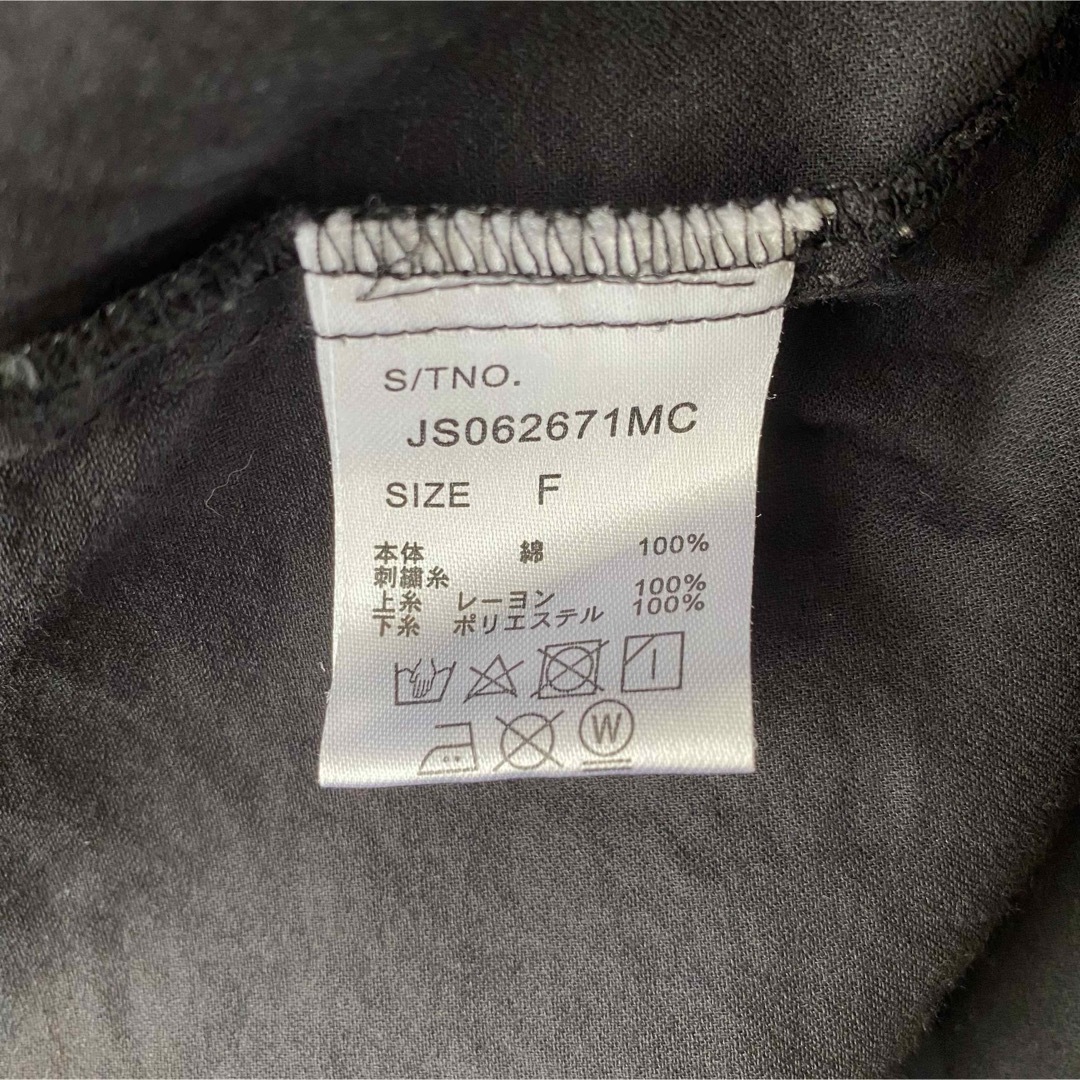 S/TNO.
JS062671MC
SIZE F
本体 綿 100%
刺繍糸
上糸 レーヨン 100%
下糸 ポリエステル 100%
W